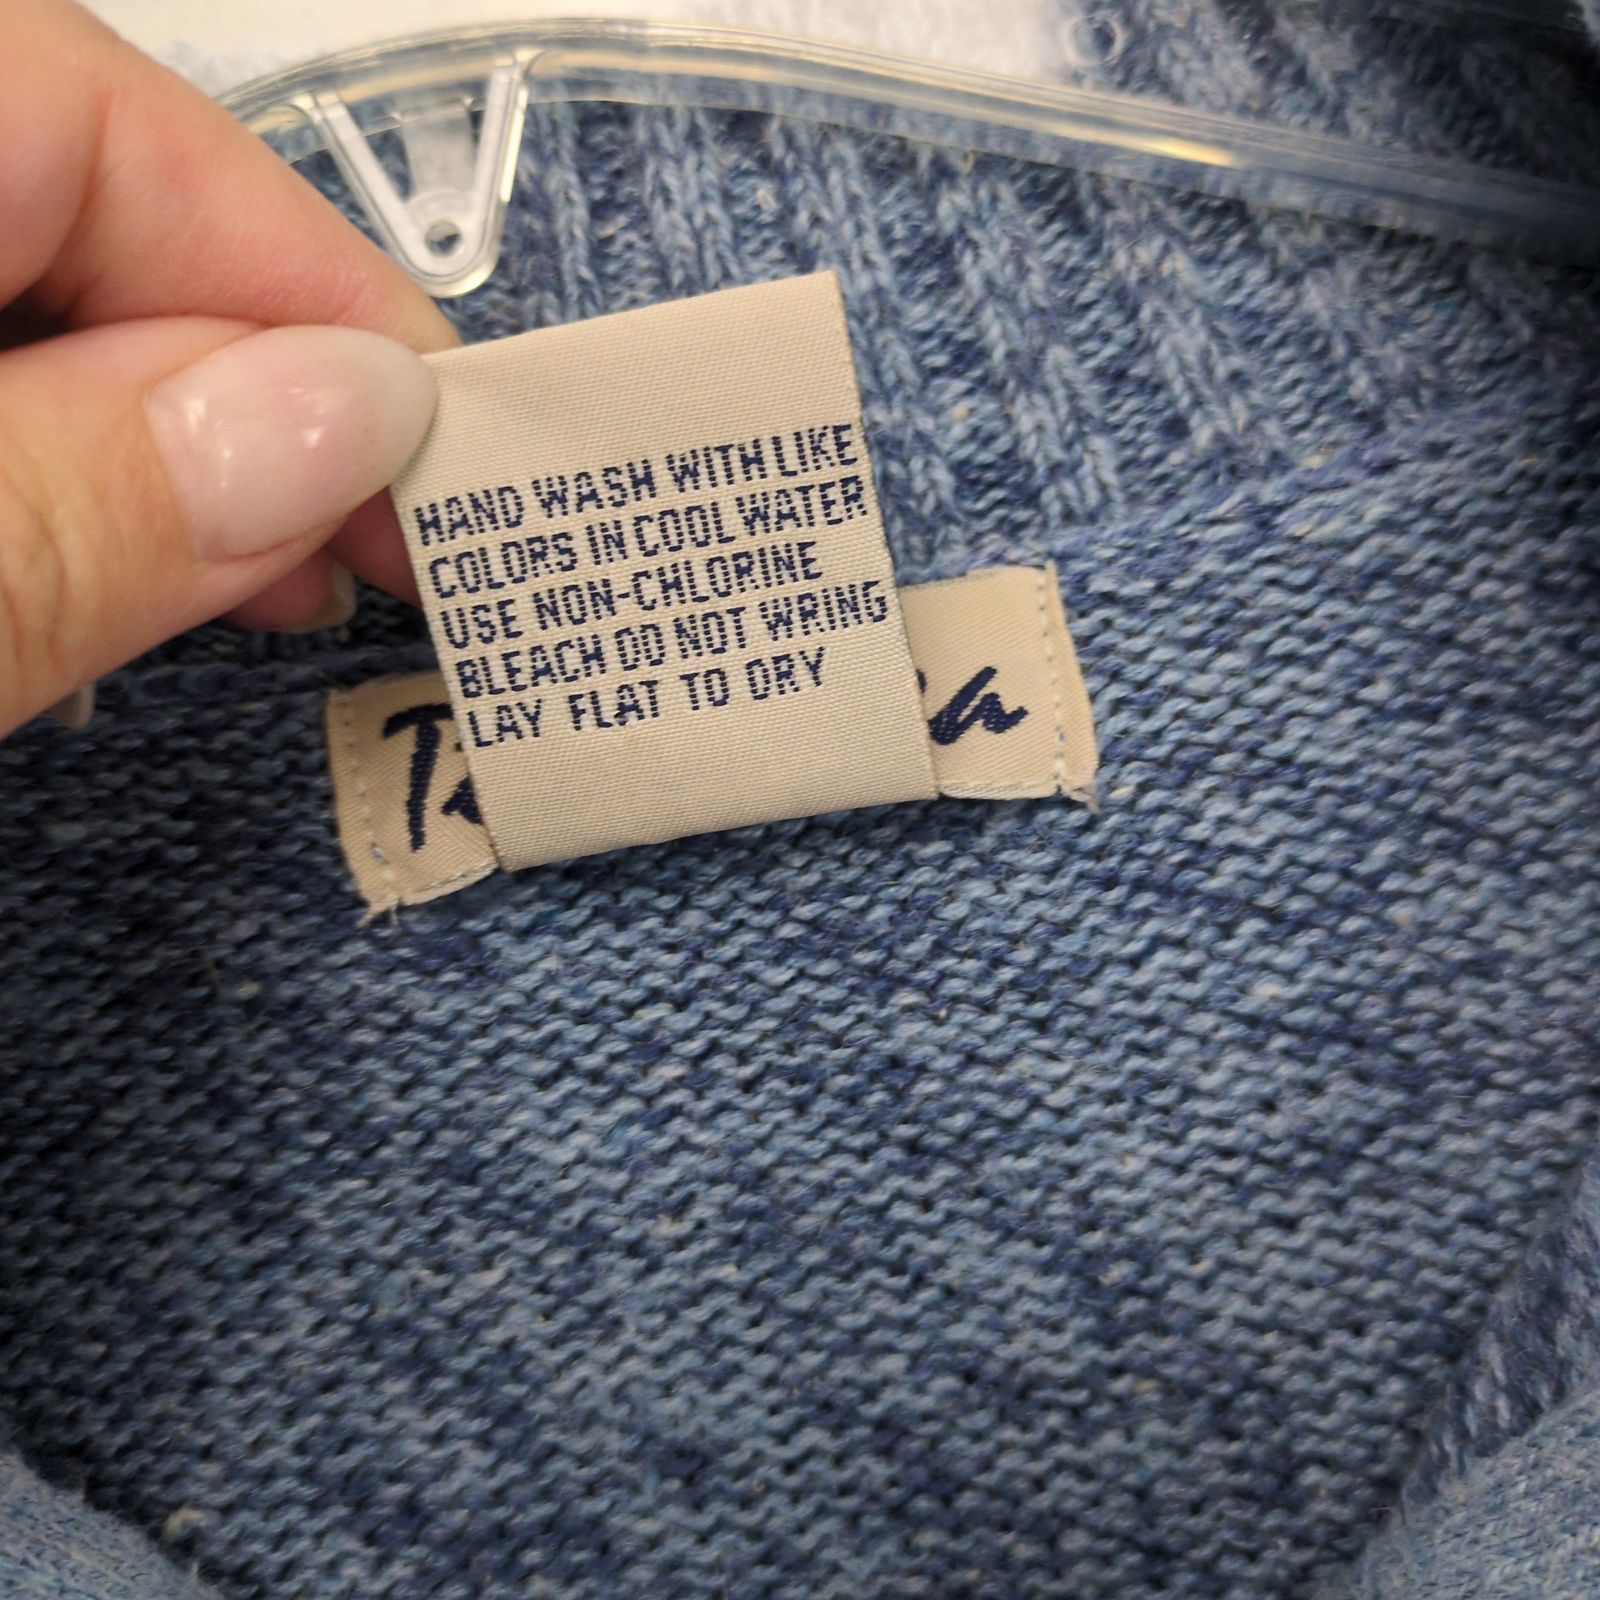 HAND WASH WITH LIKE
COLORS IN COOL WATER
USE NON-CHLORINE
BLEACH DO NOT WRING
LAY FLAT TO DRY